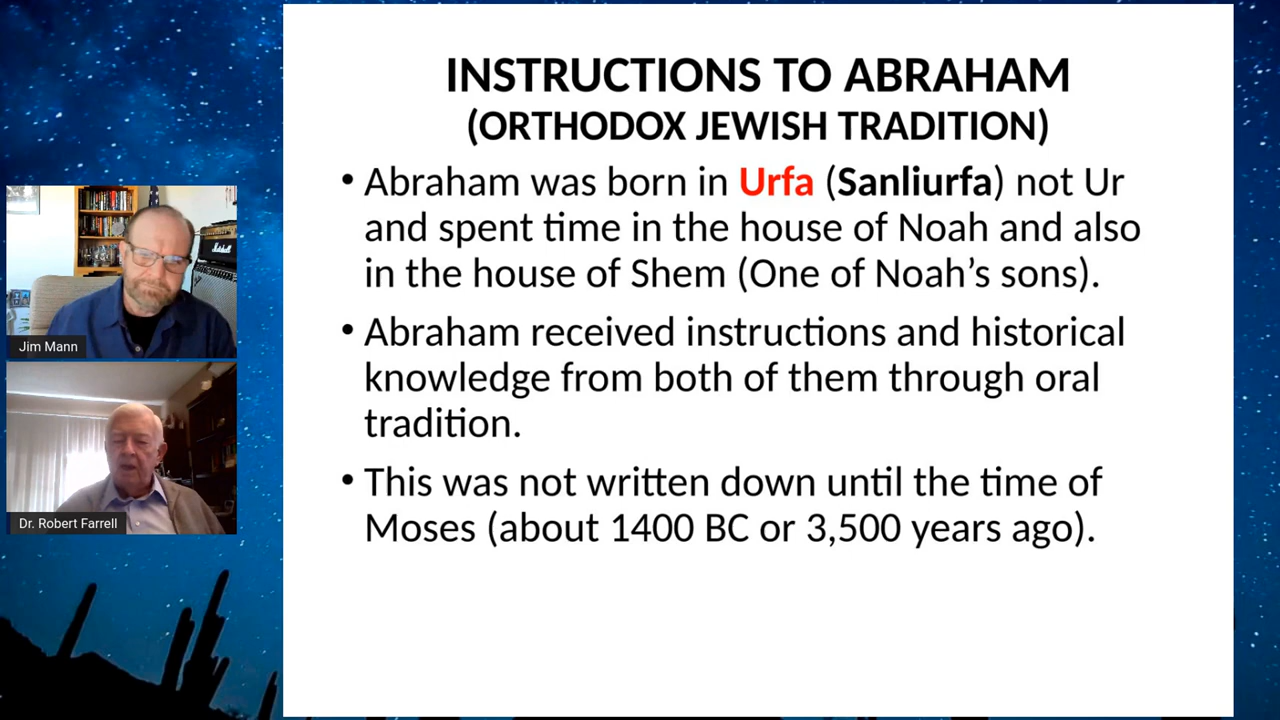 INSTRUCTIONS TO ABRAHAM
(ORTHODOX JEWISH TRADITION)
• Abraham was born in Urfa (Sanliurfa) not Ur
and spent time in the house of Noah and also
in the house of Shem (One of Noah’s sons).
• Abraham received instructions and historical
knowledge from both of them through oral
tradition.
• This was not written down until the time of
Moses (about 1400 BC or 3,500 years ago).
Marshall
Jim Mann
Dr. Robert Farrell